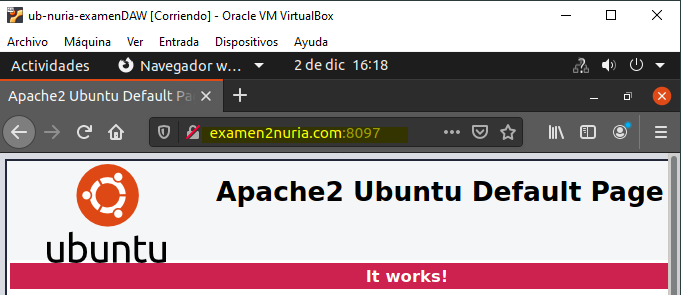 ub-nuria-examenDAW [Corriendo] - Oracle VM VirtualBox
Archivo Máquina Ver Entrada Dispositivos Ayuda
Actividades Navegador w... 2 de dic 16:18
Apache2 Ubuntu Default Pa
examen2nuria.com:8097
ubuntu
Apache2 Ubuntu Default Page
It works!